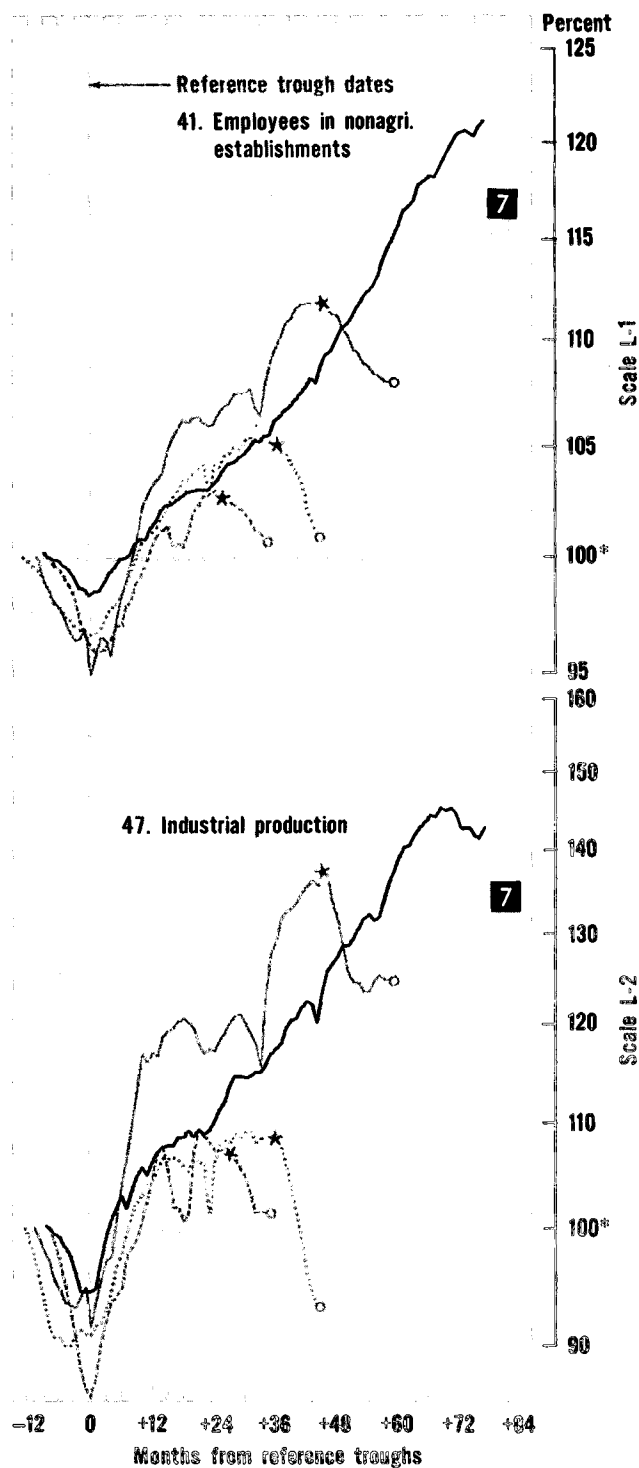 Percent
125
Reference trough dates
41. Employees in nonagri.
establishments
120
7
115
110
Scale L-1
105
100*
95
160
150
47. Industrial production
140
7
130
Scale L-2
120
110
100*
90
-12 0 +12 +24 +36 +48 +60 +72 +84
Months from reference troughs